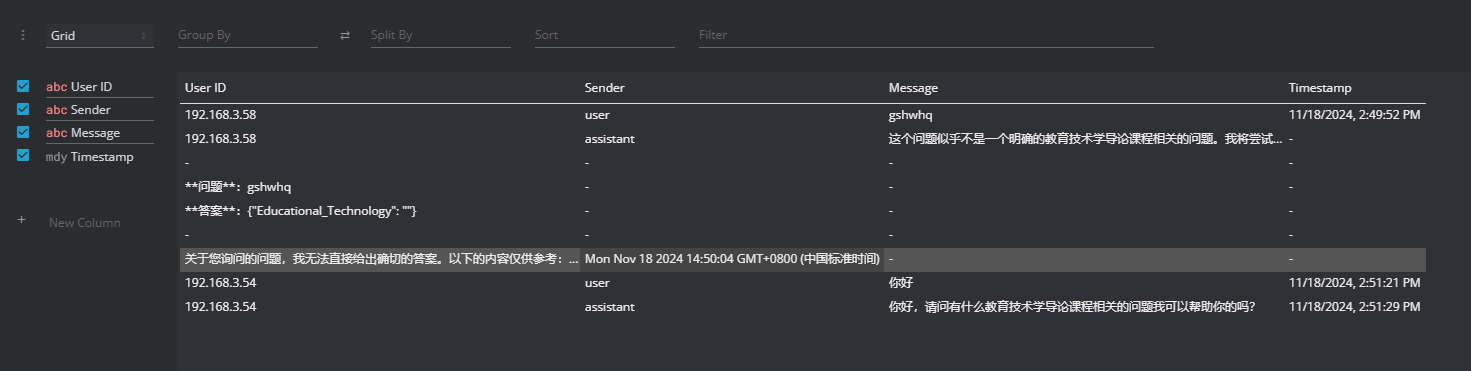 Grid Group By Split By Sort Filter
abc User ID
abc Sender
abc Message
mdy Timestamp
+ New Column
User ID Sender Message Timestamp
192.168.3.58 user gshwhq 11/18/2024, 2:49:52 PM
192.168.3.58 assistant 这个问题似乎不是一个明确的教育技术学导论课程相关的问题。我将尝试... -
- - -
**问题**：gshwhq - - -
**答案**：{"Educational_Technology": ""} - - -
- - - -
关于您询问的问题，我无法直接给出确切的答案。以下的内容仅供参考：... Mon Nov 18 2024 14:50:04 GMT+0800 (中国标准时间) - -
192.168.3.54 user 你好 11/18/2024, 2:51:21 PM
192.168.3.54 assistant 你好，请问有什么教育技术学导论课程相关的问题我可以帮助你的吗？ 11/18/2024, 2:51:29 PM